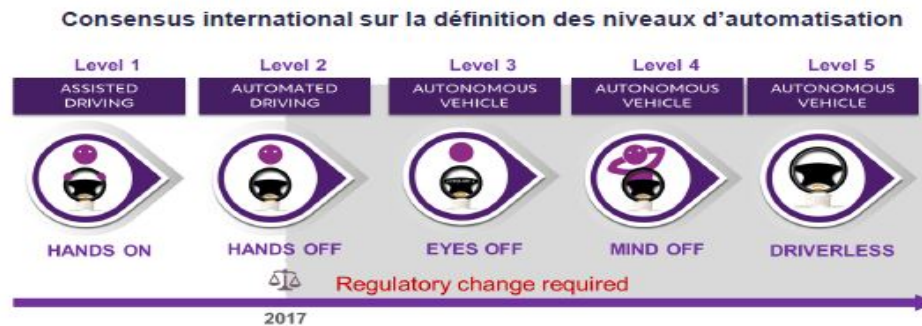 Consensus international sur la définition des niveaux d'automatisation
Level 1 Level 2 Level 3 Level 4 Level 5
ASSISTED DRIVING
AUTOMATED DRIVING
AUTONOMOUS VEHICLE
AUTONOMOUS VEHICLE
AUTONOMOUS VEHICLE
HANDS ON HANDS OFF EYES OFF MIND OFF DRIVERLESS
Regulatory change required
2017